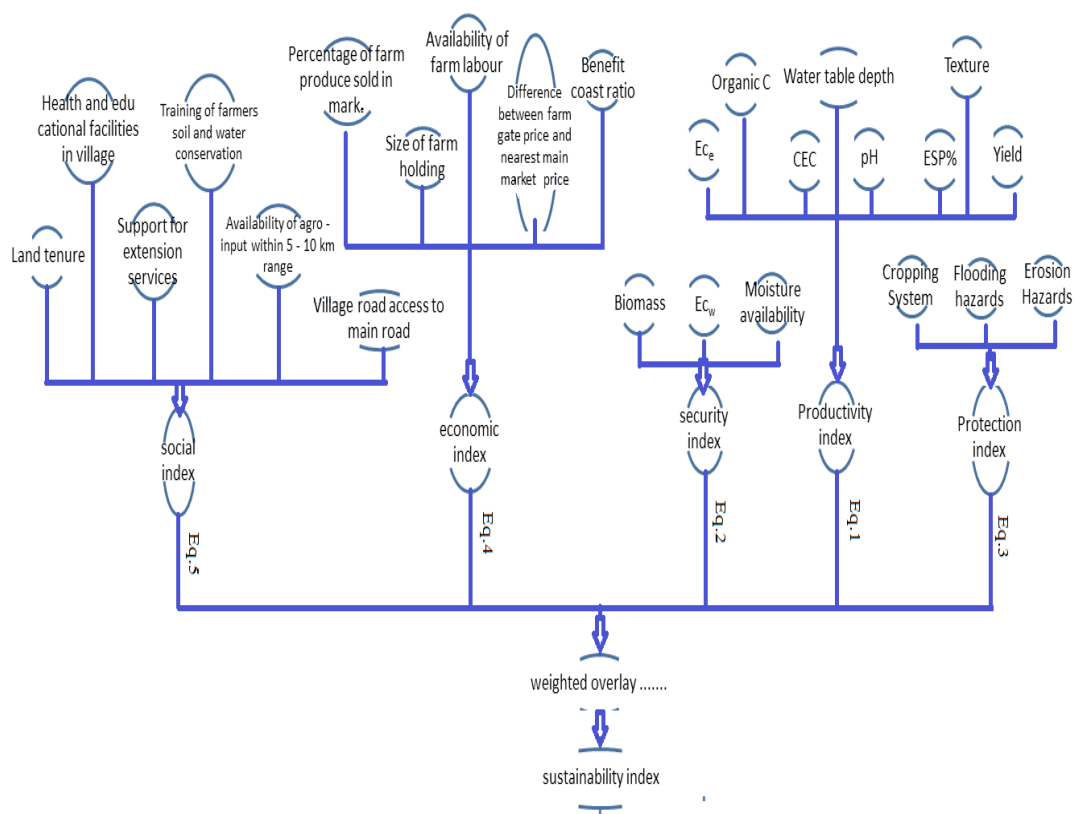 Health and edu
cational facilities
in village
Training of farmers
soil and water
conservation
Land tenure
Support for
extension
services
Availability of agro -
input within 5 - 10 km
range
Village road access to
main road
Percentage of farm
produce sold in
mark.
Size of farm
holding
Availability of
farm labour
Difference
between farm
gate price and
nearest main
market price
Benefit
coast ratio
Ece
Organic C
CEC
Water table depth
pH
ESP%
Texture
Yield
Biomass
Ecw
Moisture
availability
Cropping
System
Flooding
hazards
Erosion
Hazards
social
index
economic
index
security
index
Productivity
index
Protection
index
Eq.5
Eq.4
Eq.2
Eq.1
Eq.3
weighted overlay .......
sustainability index